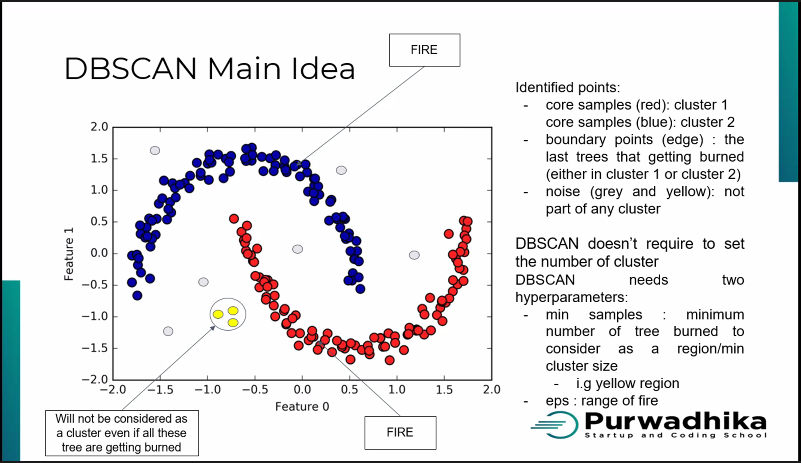 FIRE
DBSCAN Main Idea
Identified points:
- core samples (red): cluster 1
core samples (blue): cluster 2
- boundary points (edge) : the
last trees that getting burned
(either in cluster 1 or cluster 2)
- noise (grey and yellow): not
part of any cluster
DBSCAN doesn't require to set
the number of cluster
DBSCAN needs two
hyperparameters:
- min samples : minimum
number of tree burned to
consider as a region/min
cluster size
- i.g yellow region
- eps : range of fire
2.0
1.5
1.0
0.5
0.0
−0.5
−1.0
−1.5
−2.0
Feature 1
−2.0 −1.5 −1.0 −0.5 0.0 0.5 1.0 1.5 2.0
Feature 0
Will not be considered as
a cluster even if all these
tree are getting burned
FIRE
Purwadhika
Startup and Coding School